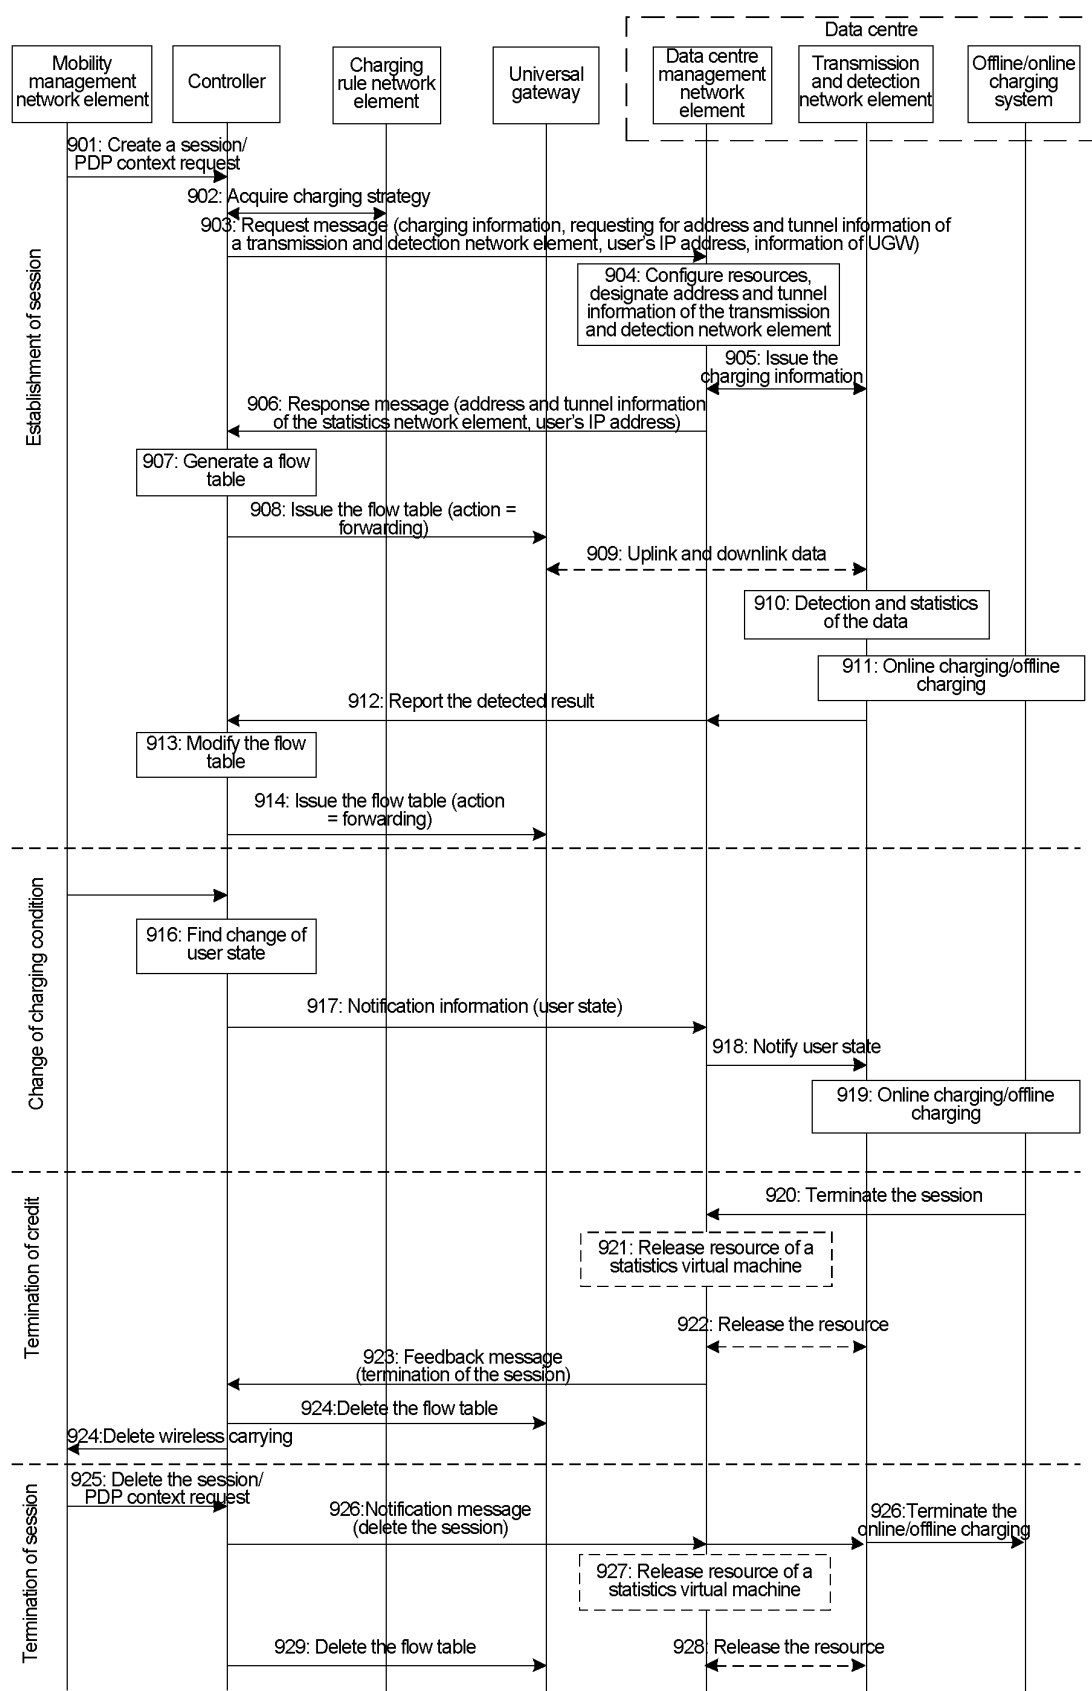 Data centre
Mobility
management
network element
Controller
Charging
rule network
element
Universal
gateway
Data centre
management
network
element
Transmission
and detection
network element
Offline/online
charging
system
Establishment of session
901: Create a session/
PDP context request
902: Acquire charging strategy
903: Request message (charging information, requesting for address and tunnel information of
a transmission and detection network element, user's IP address, information of UGW)
904: Configure resources,
designate address and tunnel
information of the transmission
and detection network element
905: Issue the
charging information
906: Response message (address and tunnel information
of the statistics network element, user's IP address)
907: Generate a flow
table
908: Issue the flow table (action =
forwarding)
909: Uplink and downlink data
910: Detection and statistics
of the data
911: Online charging/offline
charging
912: Report the detected result
913: Modify the flow
table
914: Issue the flow table (action
= forwarding)
Change of charging condition
916: Find change of
user state
917: Notification information (user state)
918: Notify user state
919: Online charging/offline
charging
Termination of credit
920: Terminate the session
921: Release resource of a
statistics virtual machine
922: Release the resource
923: Feedback message
(termination of the session)
924:Delete the flow table
924:Delete wireless carrying
Termination of session
925: Delete the session/
PDP context request
926:Notification message
(delete the session)
926:Terminate the
online/offline charging
927: Release resource of a
statistics virtual machine
929: Delete the flow table
928: Release the resource